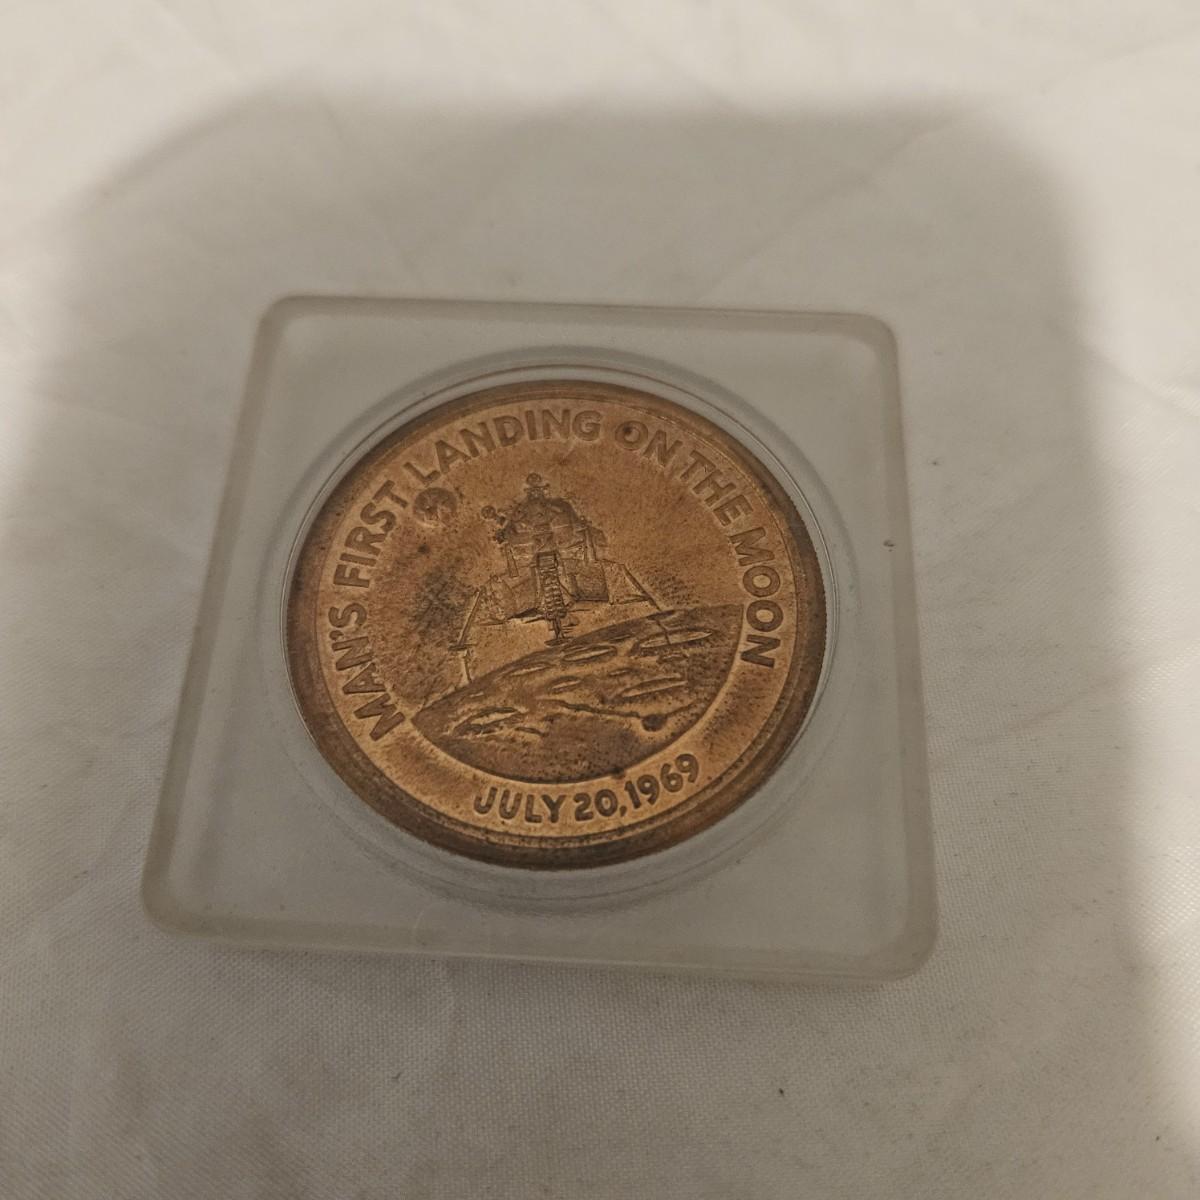 MAN'S FIRST LANDING ON THE MOON
JULY 20, 1969